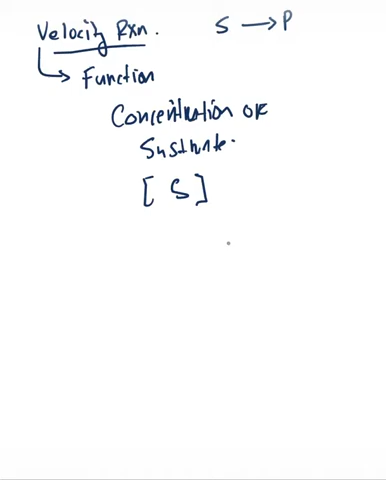 Velocity Rxn. S → P
↳ Function
Concentration of
Substrate.
[ S ]